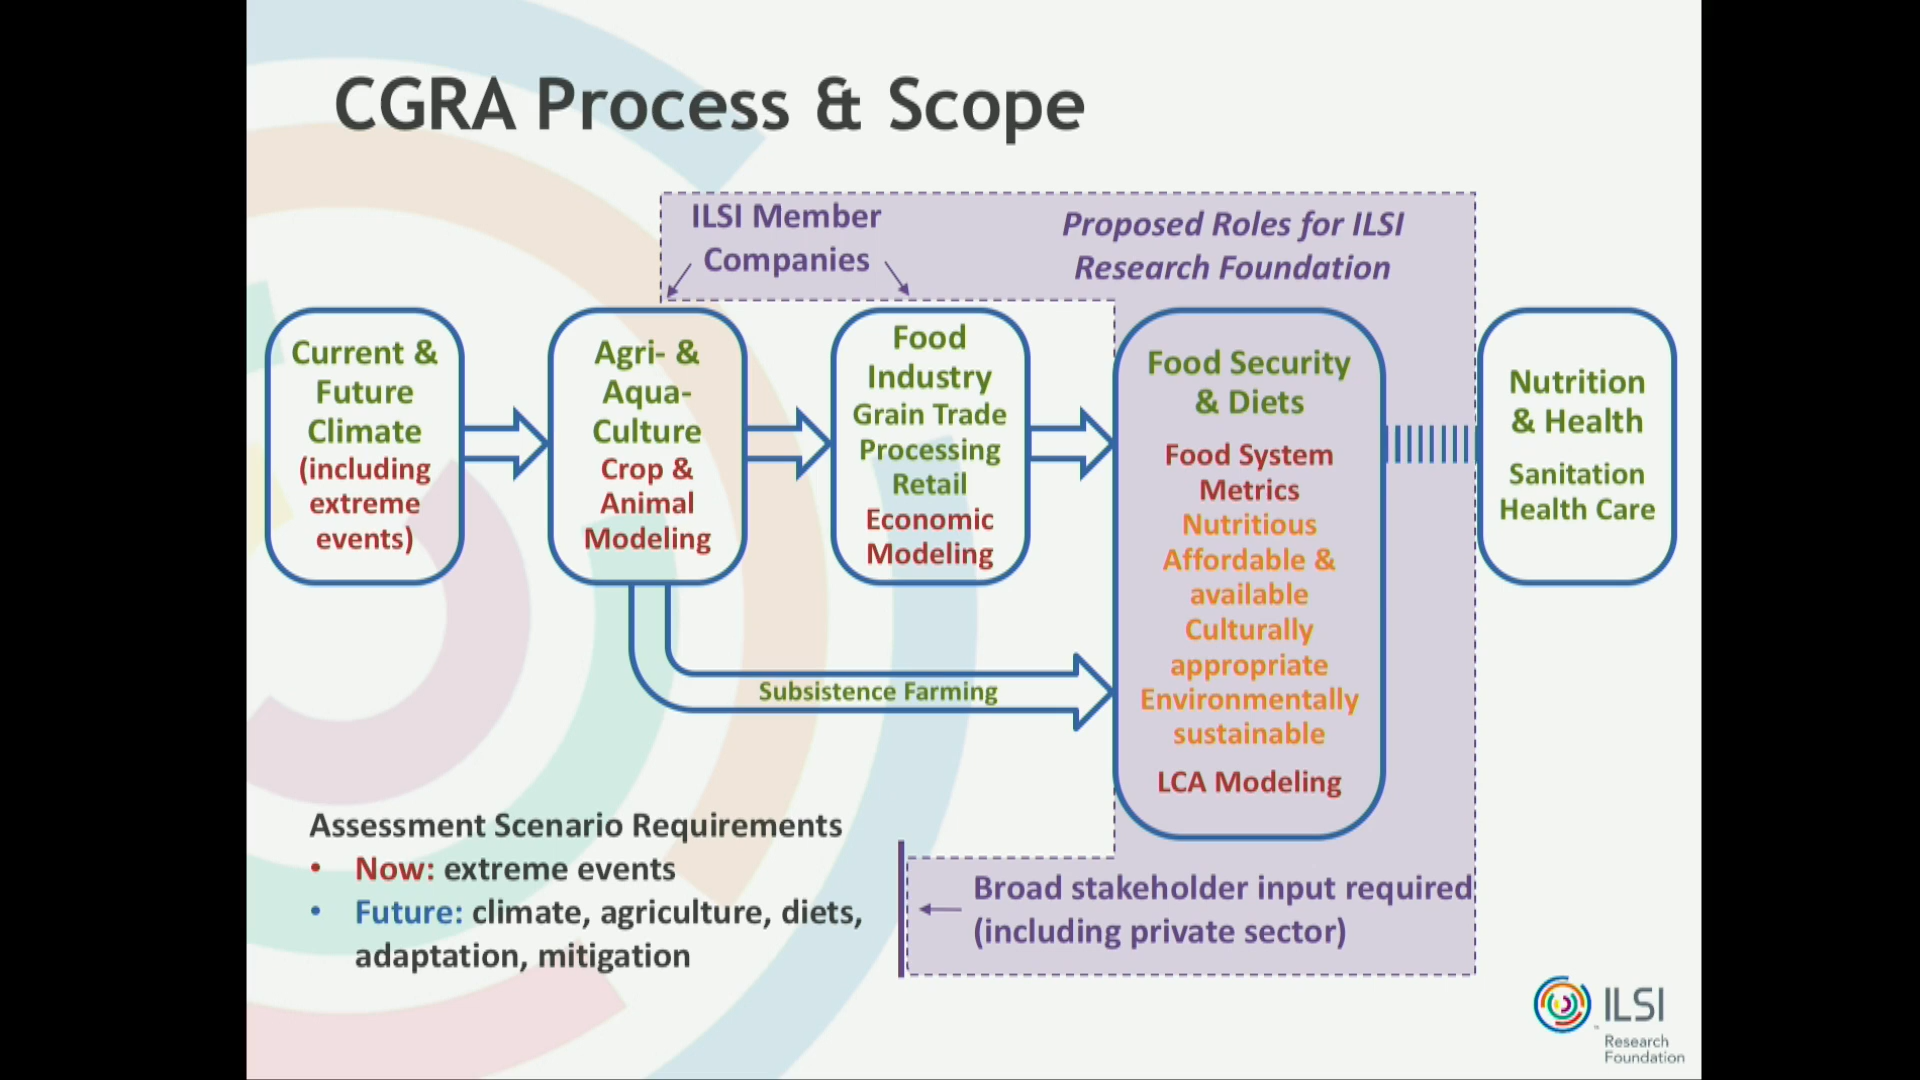 CGRA Process & Scope
ILSI Member
Companies
Proposed Roles for ILSI
Research Foundation
Current &
Future
Climate
(including
extreme
events)
Agri- &
Aqua-
Culture
Crop &
Animal
Modeling
Food
Industry
Grain Trade
Processing
Retail
Economic
Modeling
Food Security
& Diets
Food System
Metrics
Nutritious
Affordable &
available
Culturally
appropriate
Environmentally
sustainable
LCA Modeling
Nutrition
& Health
Sanitation
Health Care
Subsistence Farming
Assessment Scenario Requirements
• Now: extreme events
• Future: climate, agriculture, diets,
adaptation, mitigation
Broad stakeholder input required
(including private sector)
ILSI
Research
Foundation